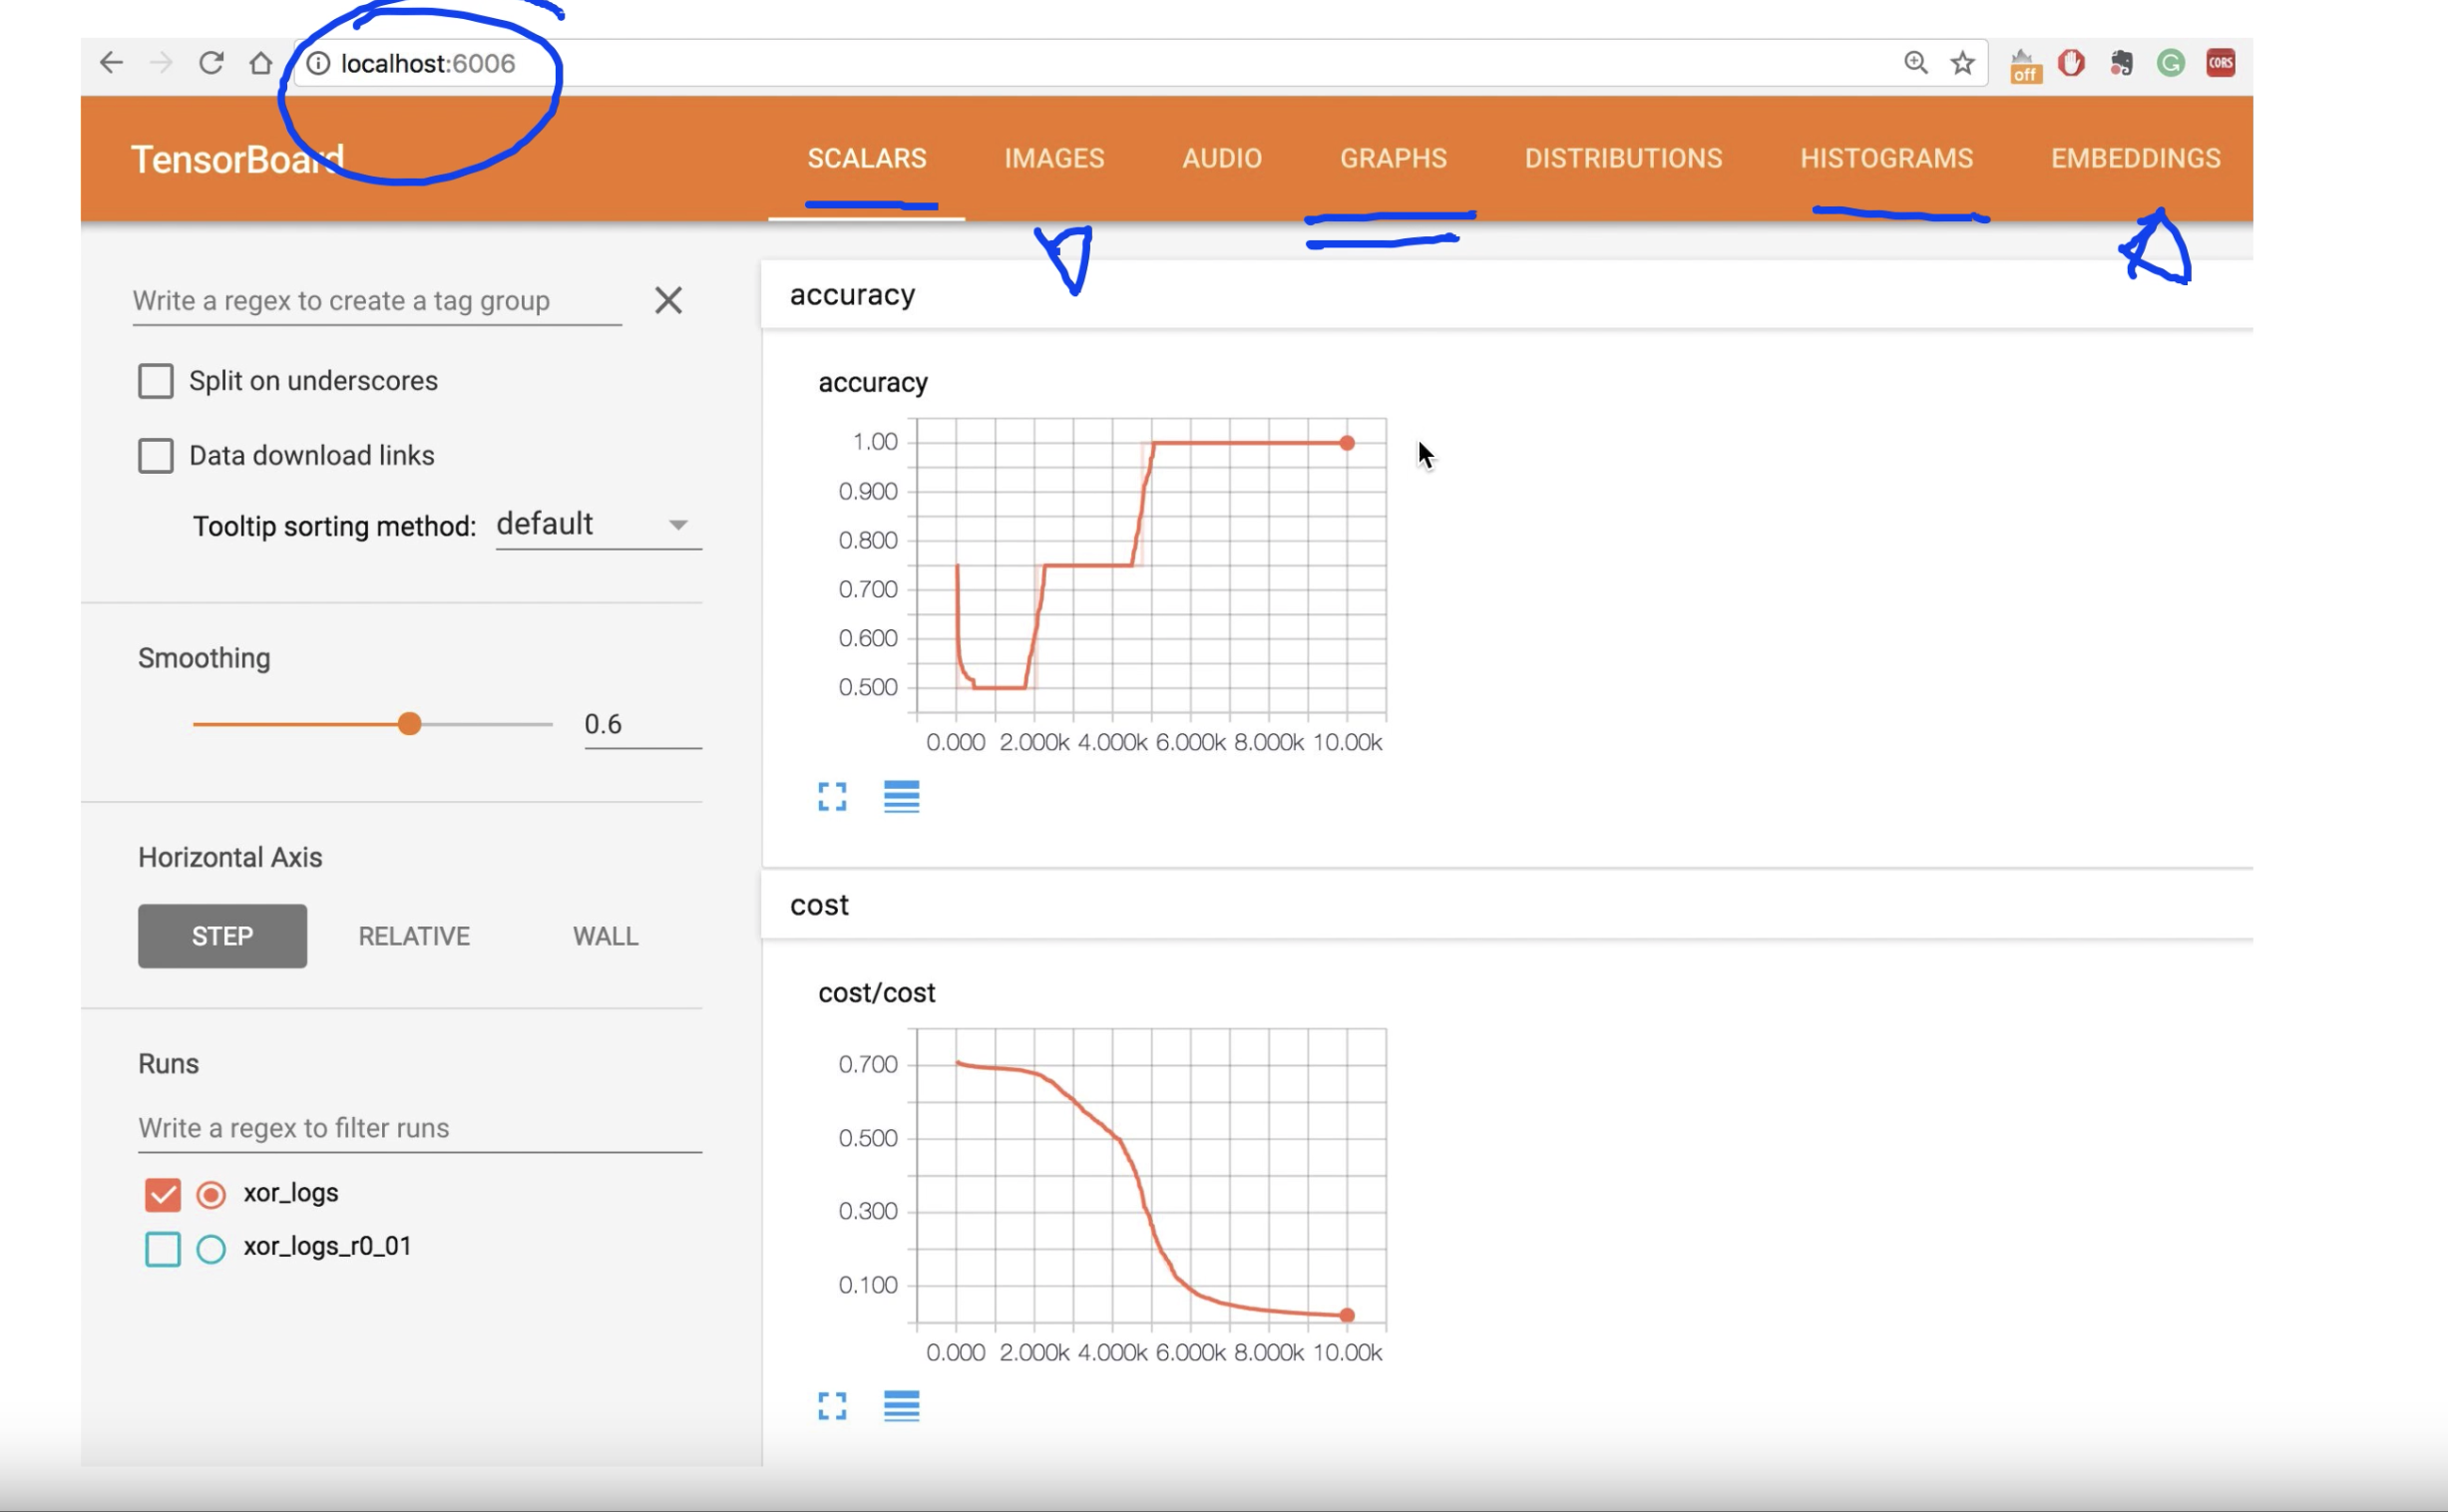 localhost:6006
off
CORS
TensorBoard
SCALARS IMAGES AUDIO GRAPHS DISTRIBUTIONS HISTOGRAMS EMBEDDINGS
Write a regex to create a tag group
Split on underscores
Data download links
Tooltip sorting method: default
Smoothing
0.6
Horizontal Axis
STEP RELATIVE WALL
Runs
Write a regex to filter runs
xor_logs
xor_logs_r0_01
accuracy
accuracy
1.00
0.900
0.800
0.700
0.600
0.500
0.000 2.000k 4.000k 6.000k 8.000k 10.00k
cost
cost/cost
0.700
0.500
0.300
0.100
0.000 2.000k 4.000k 6.000k 8.000k 10.00k